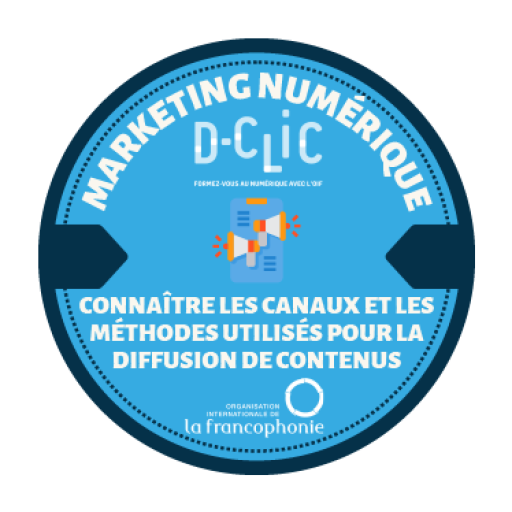 MARKETING NUMÉRIQUE
D-CLiC
FORMEZ-VOUS AU NUMÉRIQUE AVEC L'OIF
CONNAÎTRE LES CANAUX ET LES
MÉTHODES UTILISÉS POUR LA
DIFFUSION DE CONTENUS
ORGANISATION
INTERNATIONALE DE
la francophonie